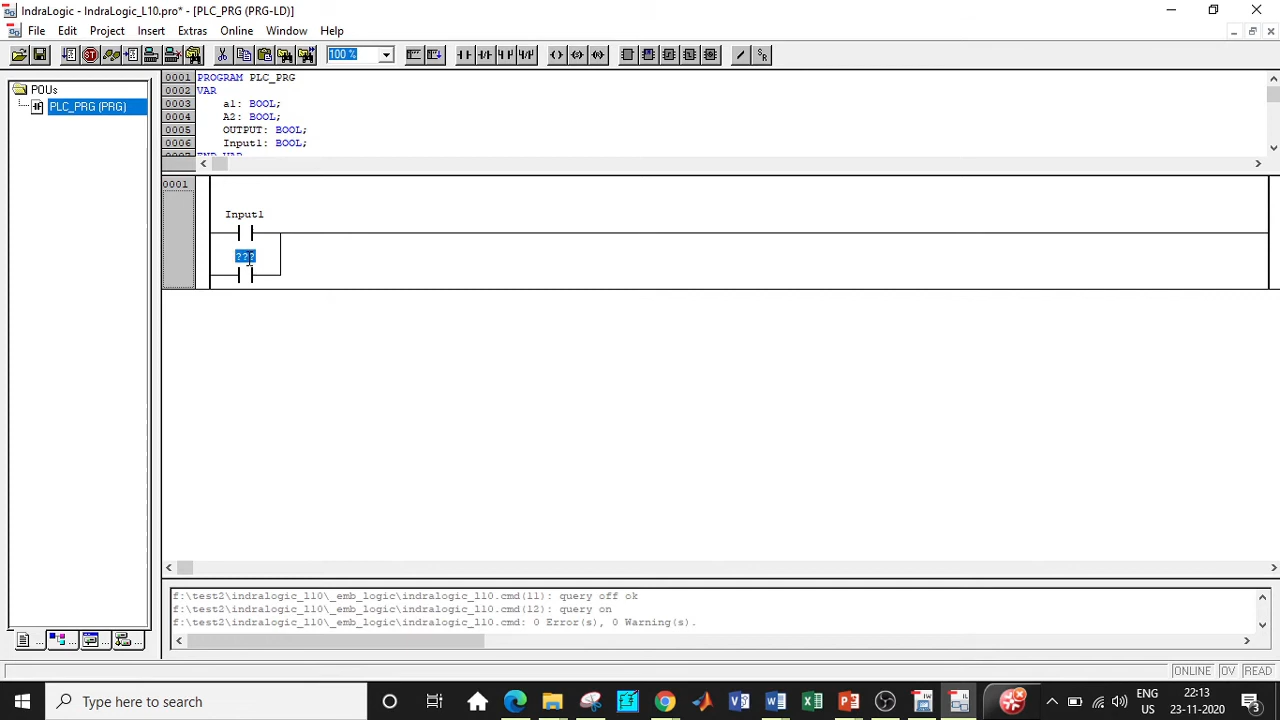 IndraLogic - IndraLogic_L10.pro* - [PLC_PRG (PRG-LD)]
File Edit Project Insert Extras Online Window Help
100 %
POUs
PLC_PRG (PRG)
0001 PROGRAM PLC_PRG
0002 VAR
0003 a1: BOOL;
0004 A2: BOOL;
0005 OUTPUT: BOOL;
0006 Input1: BOOL;
0007 END_VAR
0001
Input1
???
f:\test2\indralogic_l10\_emb_logic\indralogic_l10.cmd(11): query off ok
f:\test2\indralogic_l10\_emb_logic\indralogic_l10.cmd(12): query on
f:\test2\indralogic_l10\_emb_logic\indralogic_l10.cmd: 0 Error(s), 0 Warning(s).
ONLINE OV READ
Type here to search
ENG
US
22:13
23-11-2020
3